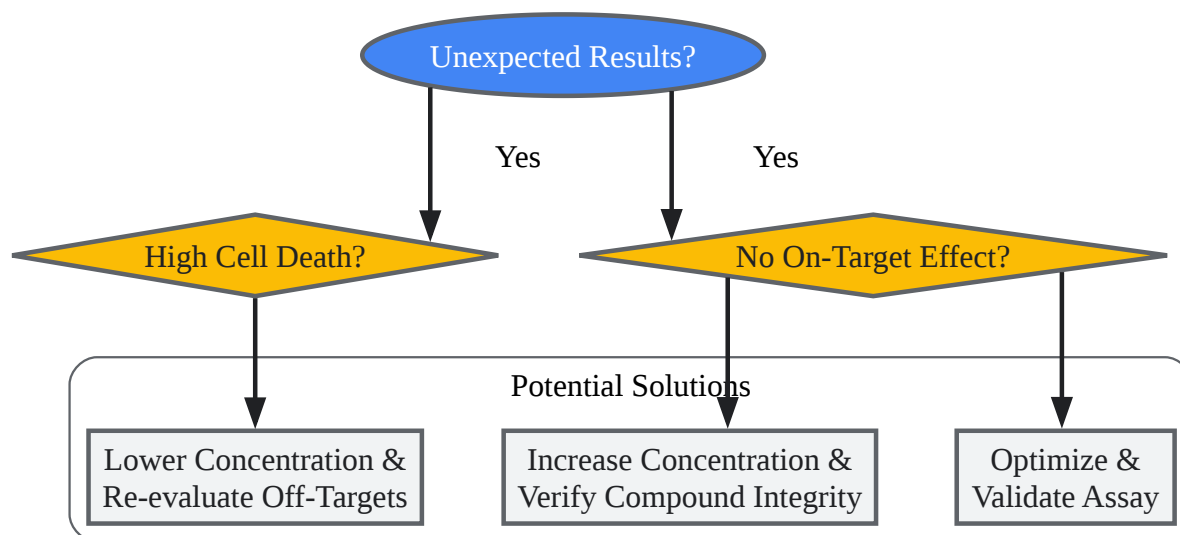 Unexpected Results?
Yes
Yes
High Cell Death?
No On-Target Effect?
Potential Solutions
Lower Concentration &
Re-evaluate Off-Targets
Increase Concentration &
Verify Compound Integrity
Optimize &
Validate Assay